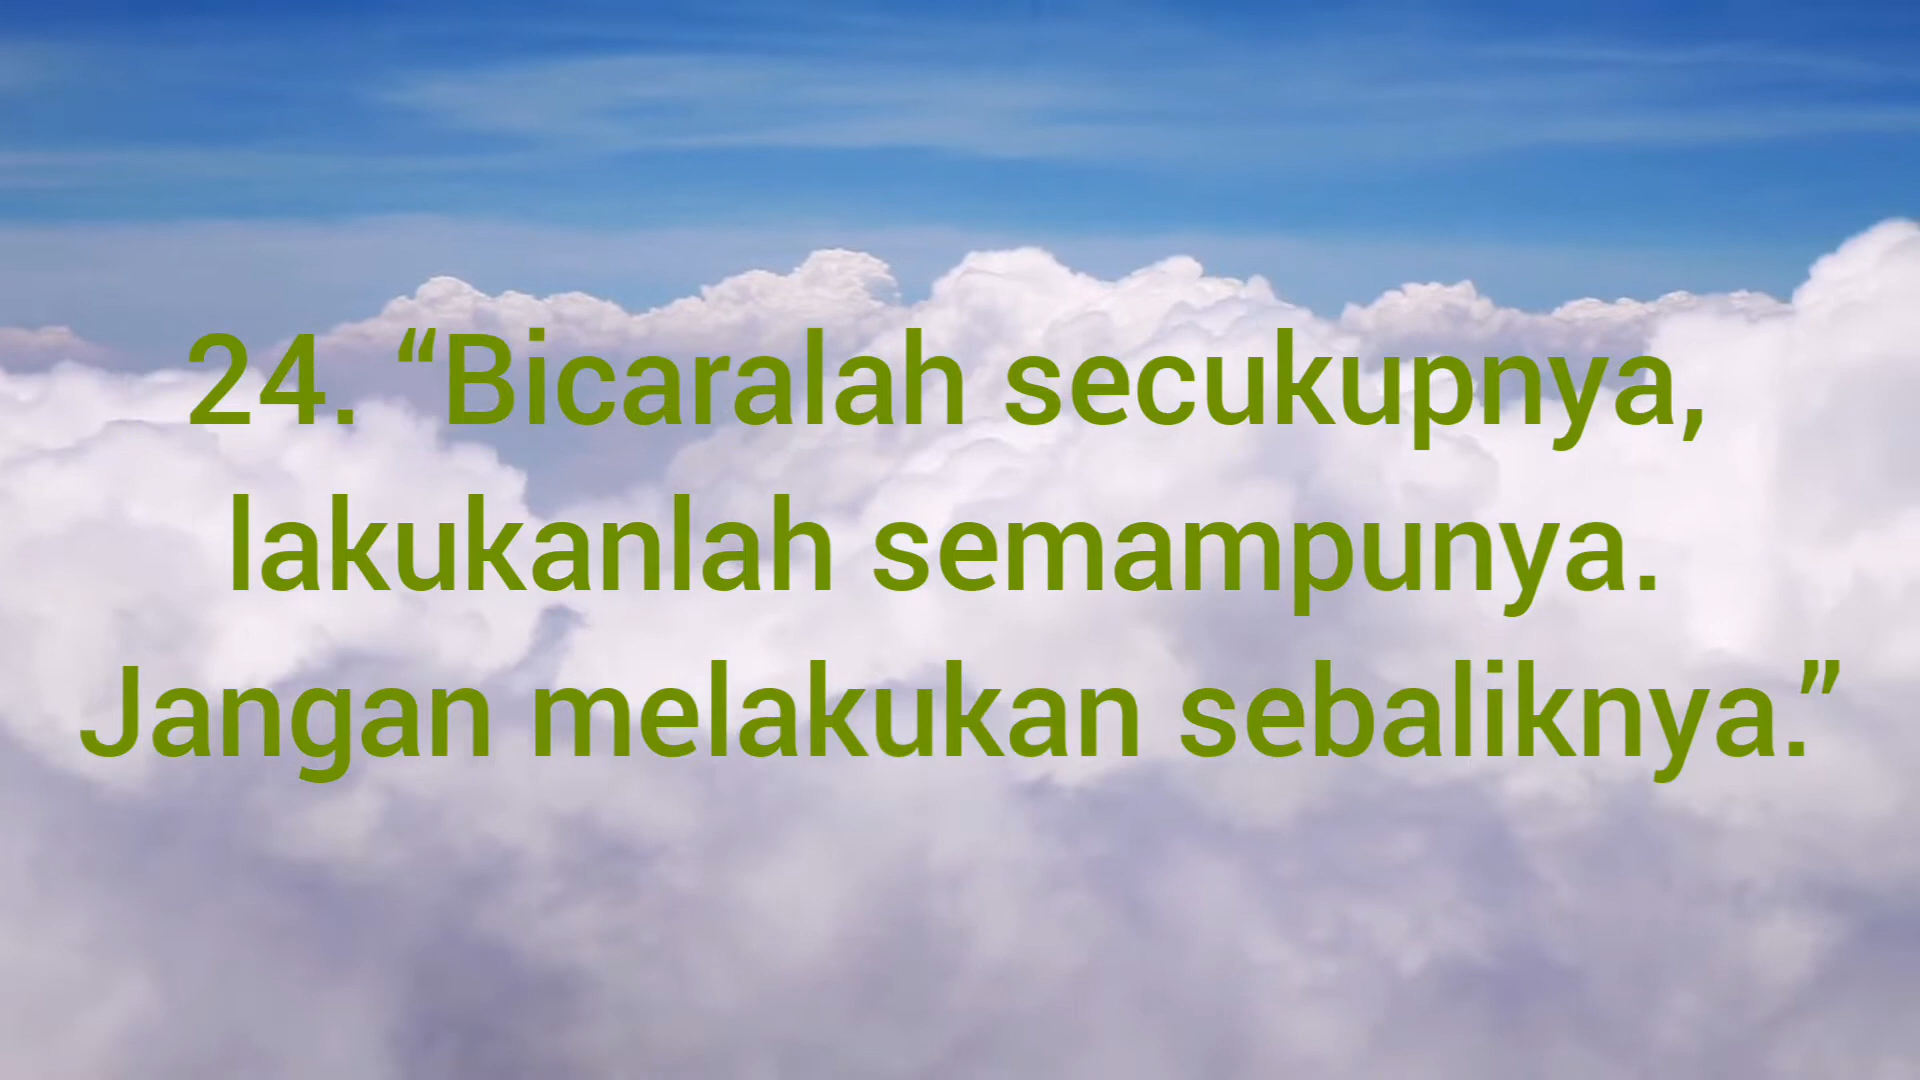 24. “Bicaralah secukupnya,
lakukanlah semampunya.
Jangan melakukan sebaliknya.”